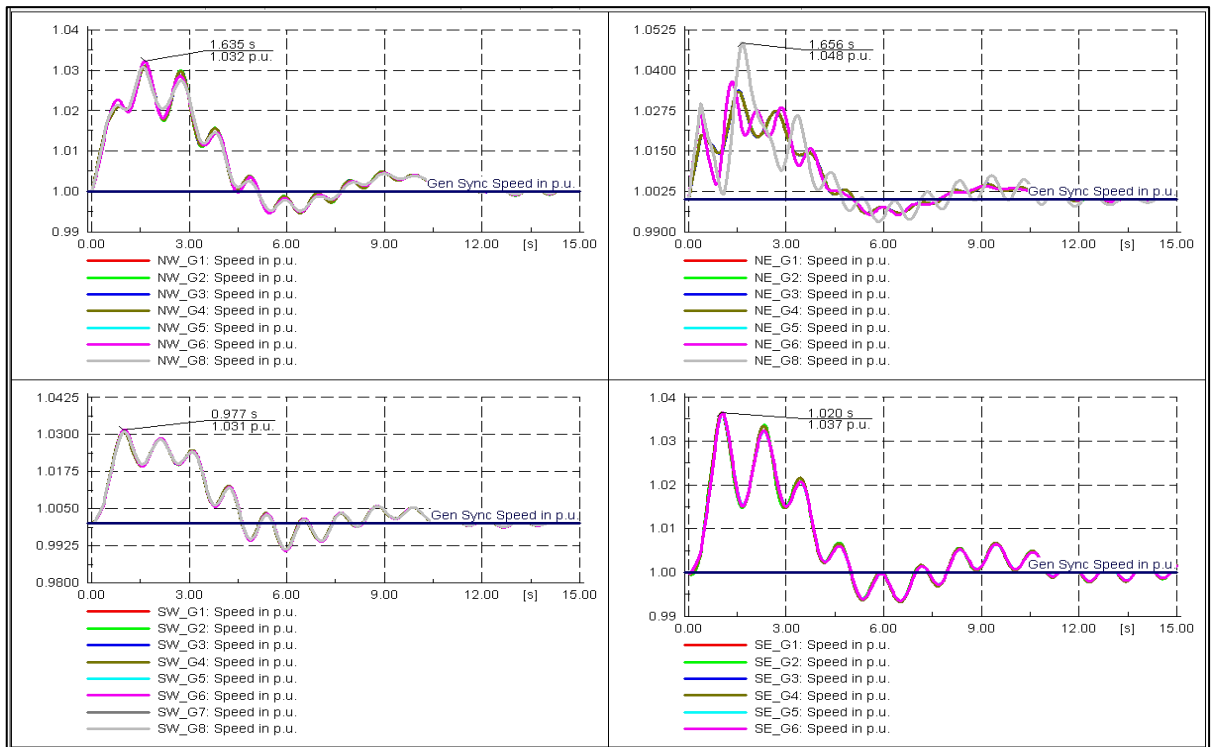 1.04
1.03
1.02
1.01
1.00
0.99
1.635 s
1.032 p.u.
Gen Sync Speed in p.u.
0.00 3.00 6.00 9.00 12.00 [s] 15.00
NW_G1: Speed in p.u.
NW_G2: Speed in p.u.
NW_G3: Speed in p.u.
NW_G4: Speed in p.u.
NW_G5: Speed in p.u.
NW_G6: Speed in p.u.
NW_G8: Speed in p.u.
1.0525
1.0400
1.0275
1.0150
1.0025
0.9900
1.656 s
1.048 p.u.
Gen Sync Speed in p.u.
0.00 3.00 6.00 9.00 12.00 [s] 15.00
NE_G1: Speed in p.u.
NE_G2: Speed in p.u.
NE_G3: Speed in p.u.
NE_G4: Speed in p.u.
NE_G5: Speed in p.u.
NE_G6: Speed in p.u.
NE_G8: Speed in p.u.
1.0425
1.0300
1.0175
1.0050
0.9925
0.9800
0.977 s
1.031 p.u.
Gen Sync Speed in p.u.
0.00 3.00 6.00 9.00 12.00 [s] 15.00
SW_G1: Speed in p.u.
SW_G2: Speed in p.u.
SW_G3: Speed in p.u.
SW_G4: Speed in p.u.
SW_G5: Speed in p.u.
SW_G6: Speed in p.u.
SW_G7: Speed in p.u.
SW_G8: Speed in p.u.
1.04
1.03
1.02
1.01
1.00
0.99
1.020 s
1.037 p.u.
Gen Sync Speed in p.u.
0.00 3.00 6.00 9.00 12.00 [s] 15.00
SE_G1: Speed in p.u.
SE_G2: Speed in p.u.
SE_G3: Speed in p.u.
SE_G4: Speed in p.u.
SE_G5: Speed in p.u.
SE_G6: Speed in p.u.